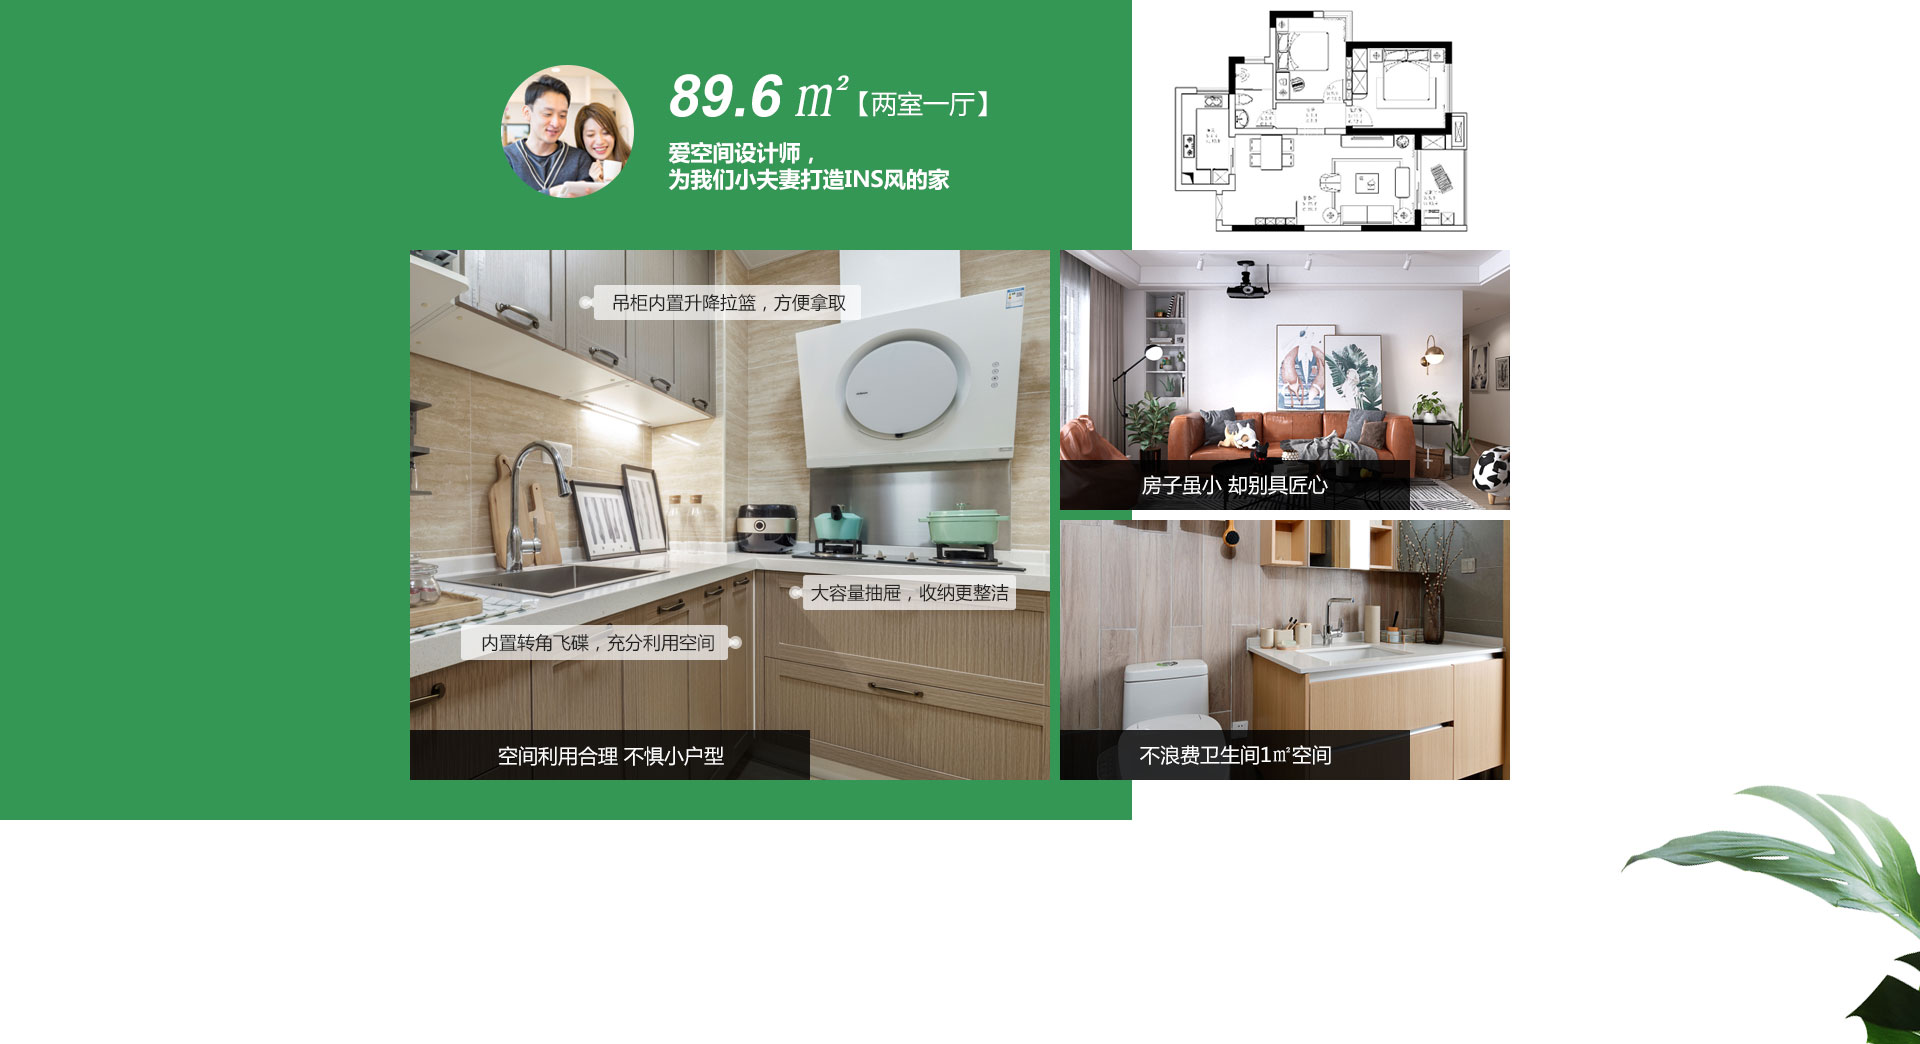 89.6 m²【两室一厅】
爱空间设计师，
为我们小夫妻打造INS风的家
吊柜内置升降拉篮，方便拿取
大容量抽屉，收纳更整洁
内置转角飞碟，充分利用空间
空间利用合理 不惧小户型
房子虽小 却别具匠心
不浪费卫生间1㎡空间